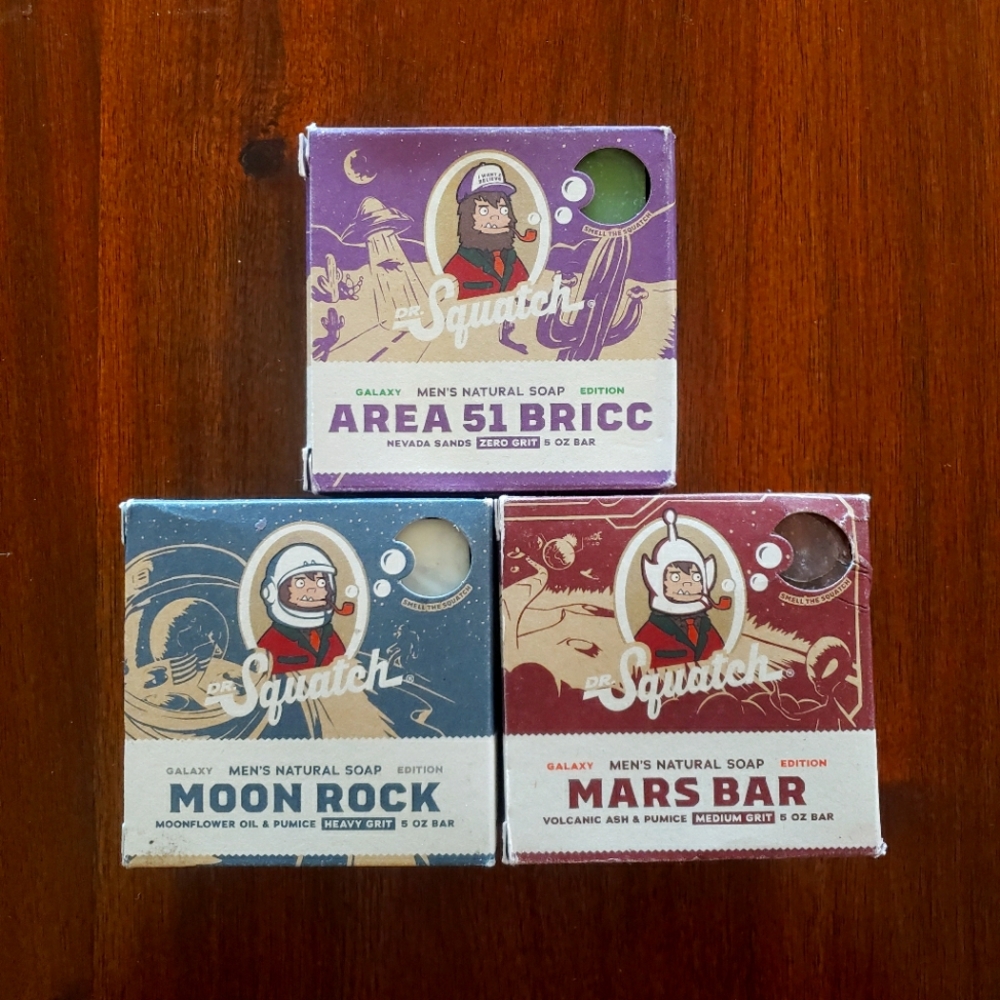 I WANT 2
BELIEVE
SMELL THE SQUATCH
DR. Squatch®
GALAXY MEN'S NATURAL SOAP EDITION
AREA 51 BRICC
NEVADA SANDS ZERO GRIT 5 OZ BAR
SMELL THE SQUATCH
DR. Squatch®
GALAXY MEN'S NATURAL SOAP EDITION
MOON ROCK
MOONFLOWER OIL & PUMICE HEAVY GRIT 5 OZ BAR
SMELL THE SQUATCH
DR. Squatch®
GALAXY MEN'S NATURAL SOAP EDITION
MARS BAR
VOLCANIC ASH & PUMICE MEDIUM GRIT 5 OZ BAR